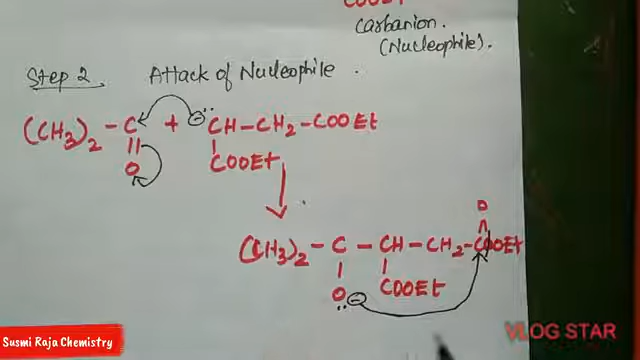 COOET
carbanion.
(Nucleophile).
Step 2 Attack of Nucleophile .
(CH3)2 - C + ⊖ CH - CH2 - COOEt
||
O COOEt
O
(CH3)2 - C - CH - CH2 - COOEt
O ⊖ COOEt
Susmi Raja Chemistry
VLOG STAR